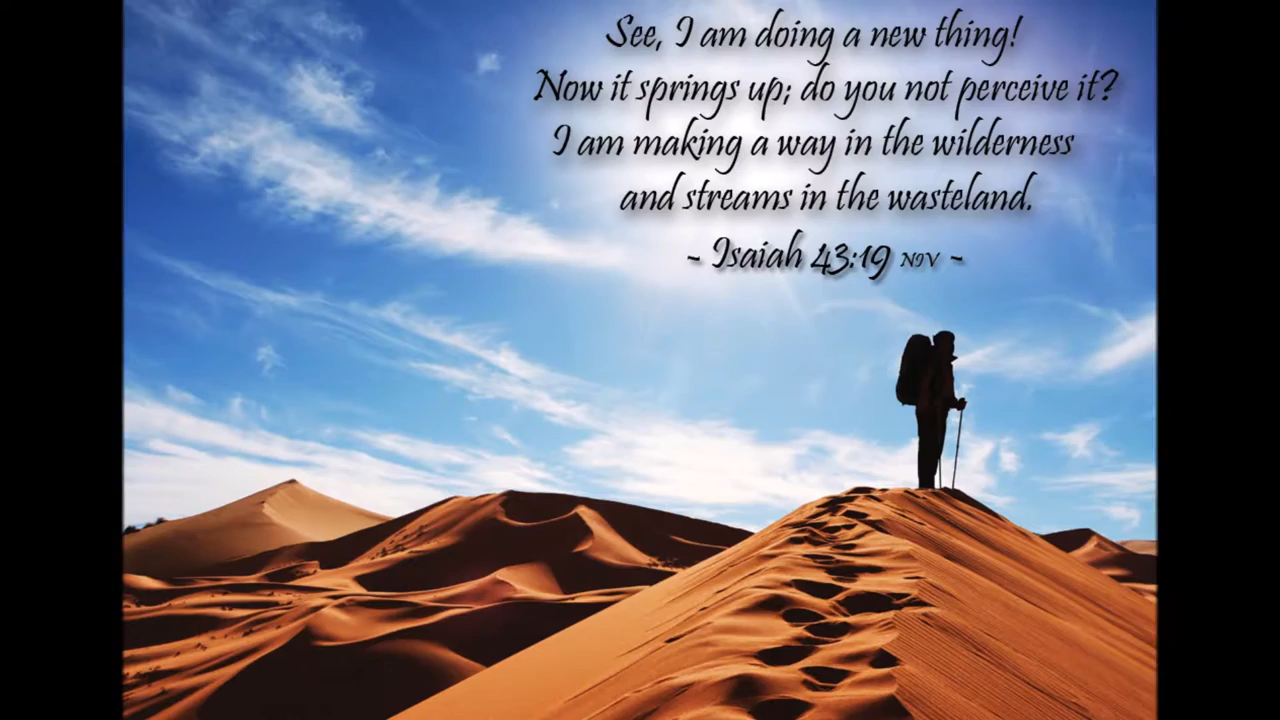 See, I am doing a new thing!
Now it springs up; do you not perceive it?
I am making a way in the wilderness
and streams in the wasteland.
~ Isaiah 43:19 NIV ~